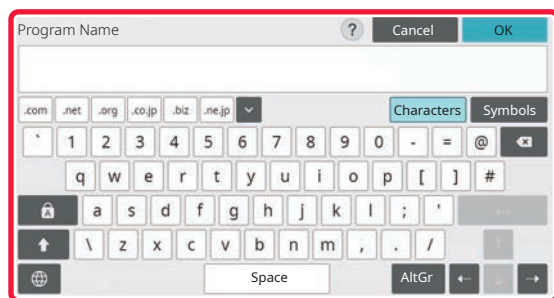 Program Name ? Cancel OK
.com .net .org .co.jp .biz .ne.jp Characters Symbols
` 1 2 3 4 5 6 7 8 9 0 - = @
q w e r t y u i o p [ ] #
A a s d f g h j k l ; '
\ z x c v b n m , . /
Space AltGr ← ↓ →